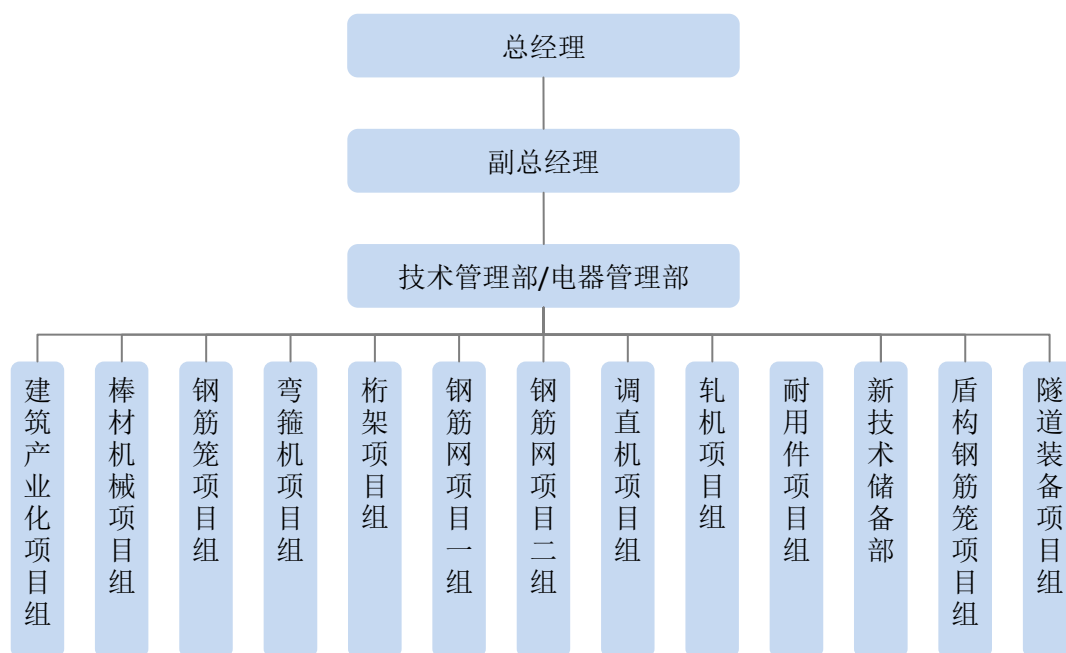 总经理
副总经理
技术管理部/电器管理部
建筑产业化项目组
棒材机械项目组
钢筋笼项目组
弯箍机项目组
桁架项目组
钢筋网项目一组
钢筋网项目二组
调直机项目组
轧机项目组
耐用件项目组
新技术储备部
盾构钢筋笼项目组
隧道装备项目组